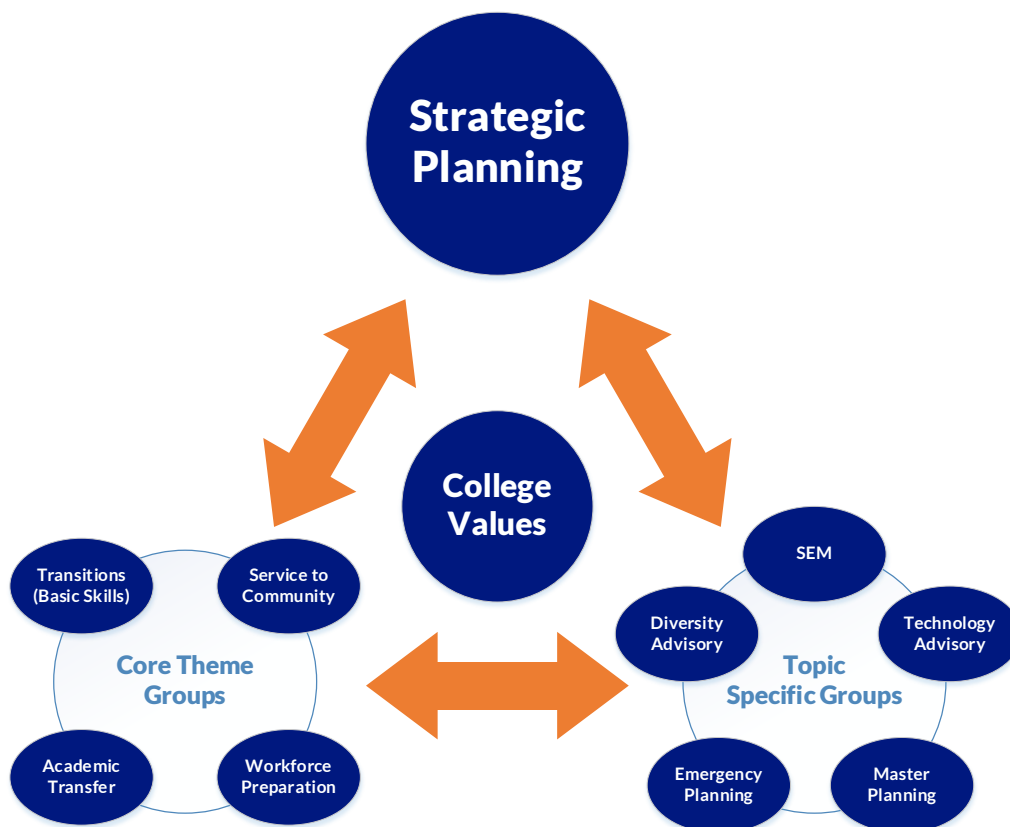 Strategic
Planning
College
Values
Transitions
(Basic Skills)
Service to
Community
Core Theme
Groups
Academic
Transfer
Workforce
Preparation
SEM
Diversity
Advisory
Technology
Advisory
Topic
Specific Groups
Emergency
Planning
Master
Planning